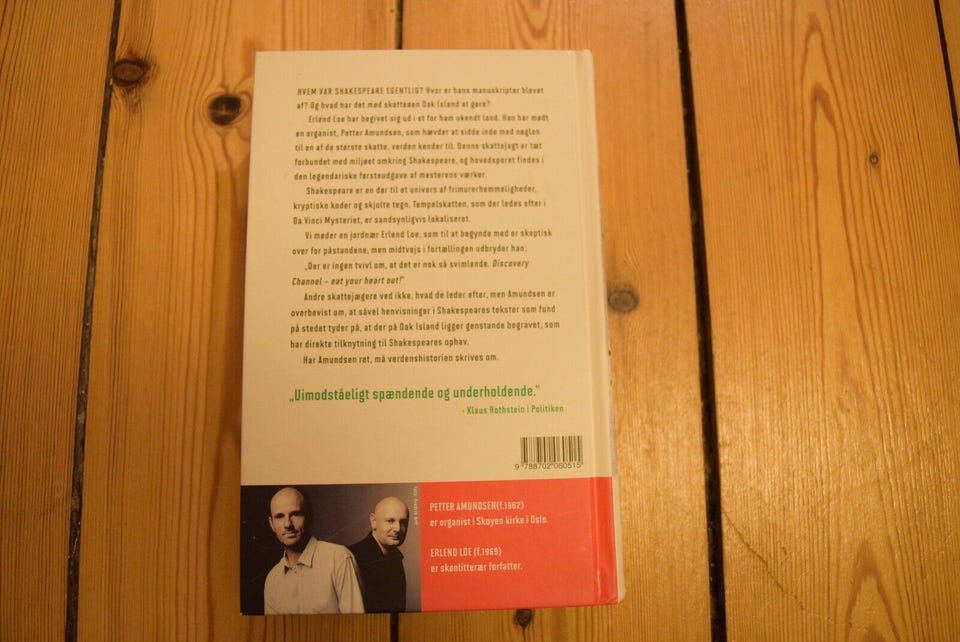 HVEM VAR SHAKESPEARE EGENTLIG? Hvor er hans manuskripter blevet
af? Og hvad har det med skatteøen Oak Island at gøre?
Erlend Loe har begivet sig ud i et for ham ukendt land. Han har mødt
en organist, Petter Amundsen, som hævder at sidde inde med nøglen
til en af de største skatte, verden kender til. Denne skattejagt er tæt
forbundet med miljøet omkring Shakespeare, og hovedsporet findes i
den legendariske førsteudgave af mesterens værker.
Shakespeare er en dør til et univers af frimurerhemmeligheder,
kryptiske koder og skjulte tegn. Tempelskatten, som der ledes efter i
Da Vinci Mysteriet, er sandsynligvis lokaliseret.
Vi møder en jordnær Erlend Loe, som til at begynde med er skeptisk
over for påstandene, men midtvejs i fortællingen udbryder han:
„Der er ingen tvivl om, at det er nok så svimlende. Discovery
Channel – eat your heart out!"
Andre skattejægere ved ikke, hvad de leder efter, men Amundsen er
overbevist om, at såvel henvisninger i Shakespeares tekster som fund
på stedet tyder på, at der på Oak Island ligger genstande begravet, som
har direkte tilknytning til Shakespeares ophav.
Har Amundsen ret, må verdenshistorien skrives om.
„Uimodståeligt spændende og underholdende."
- Klaus Rothstein i Politiken
9 788702 060515
PETTER AMUNDSEN(f.1962)
er organist i Skøyen kirke i Oslo.
ERLEND LOE (f.1969)
er skønlitterær forfatter.